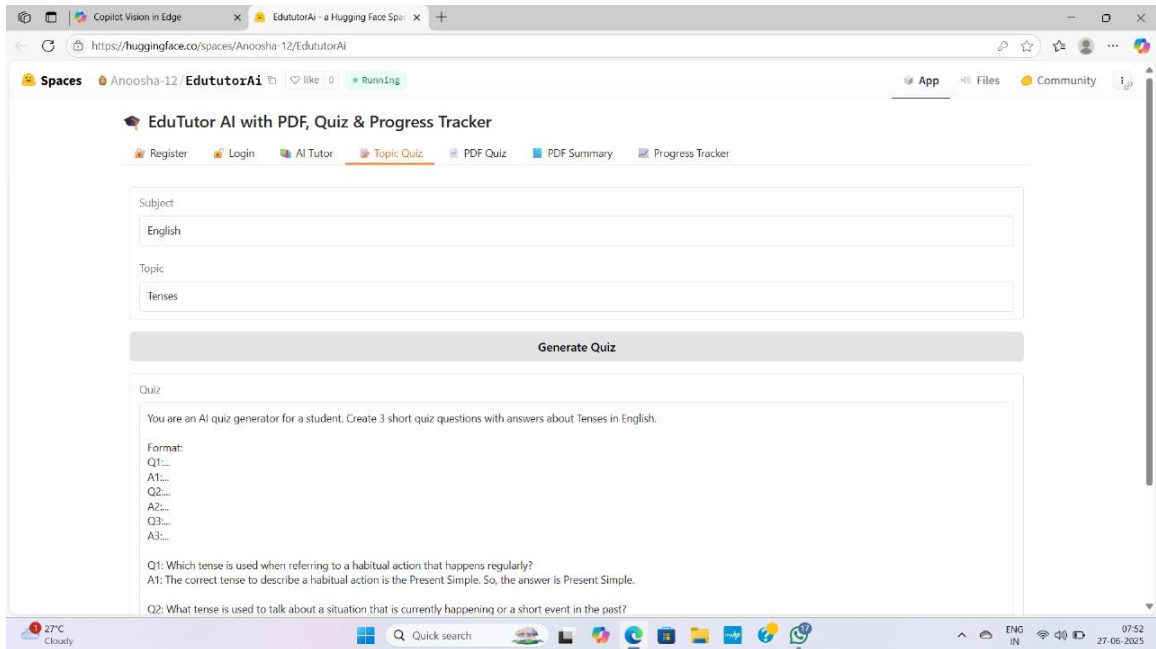 Copilot Vision in Edge
EdututorAi - a Hugging Face Spac
https://huggingface.co/spaces/Anoosha-12/EdututorAi
Spaces
Anoosha-12/EdututorAi
like 0
Running
App
Files
Community
EduTutor AI with PDF, Quiz & Progress Tracker
Register
Login
AI Tutor
Topic Quiz
PDF Quiz
PDF Summary
Progress Tracker
Subject
English
Topic
Tenses
Generate Quiz
Quiz
You are an AI quiz generator for a student. Create 3 short quiz questions with answers about Tenses in English.
Format:
Q1:...
A1:...
Q2:...
A2:...
Q3:...
A3:...
Q1: Which tense is used when referring to a habitual action that happens regularly?
A1: The correct tense to describe a habitual action is the Present Simple. So, the answer is Present Simple.
Q2: What tense is used to talk about a situation that is currently happening or a short event in the past?
1
27°C
Cloudy
Quick search
17
ENG
IN
07:52
27-06-2025